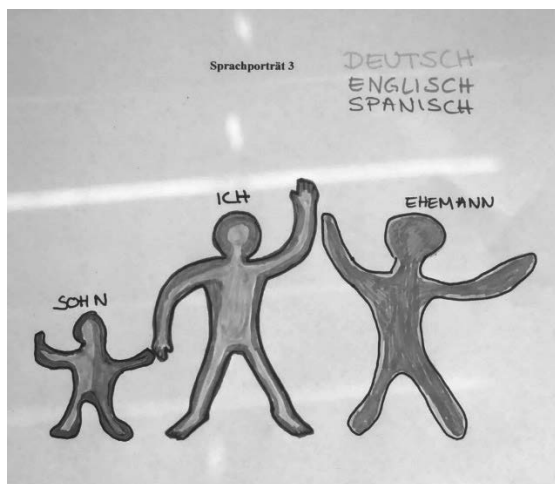 Sprachporträt 3
DEUTSCH
ENGLISCH
SPANISCH
ICH
EHEMANN
SOHN